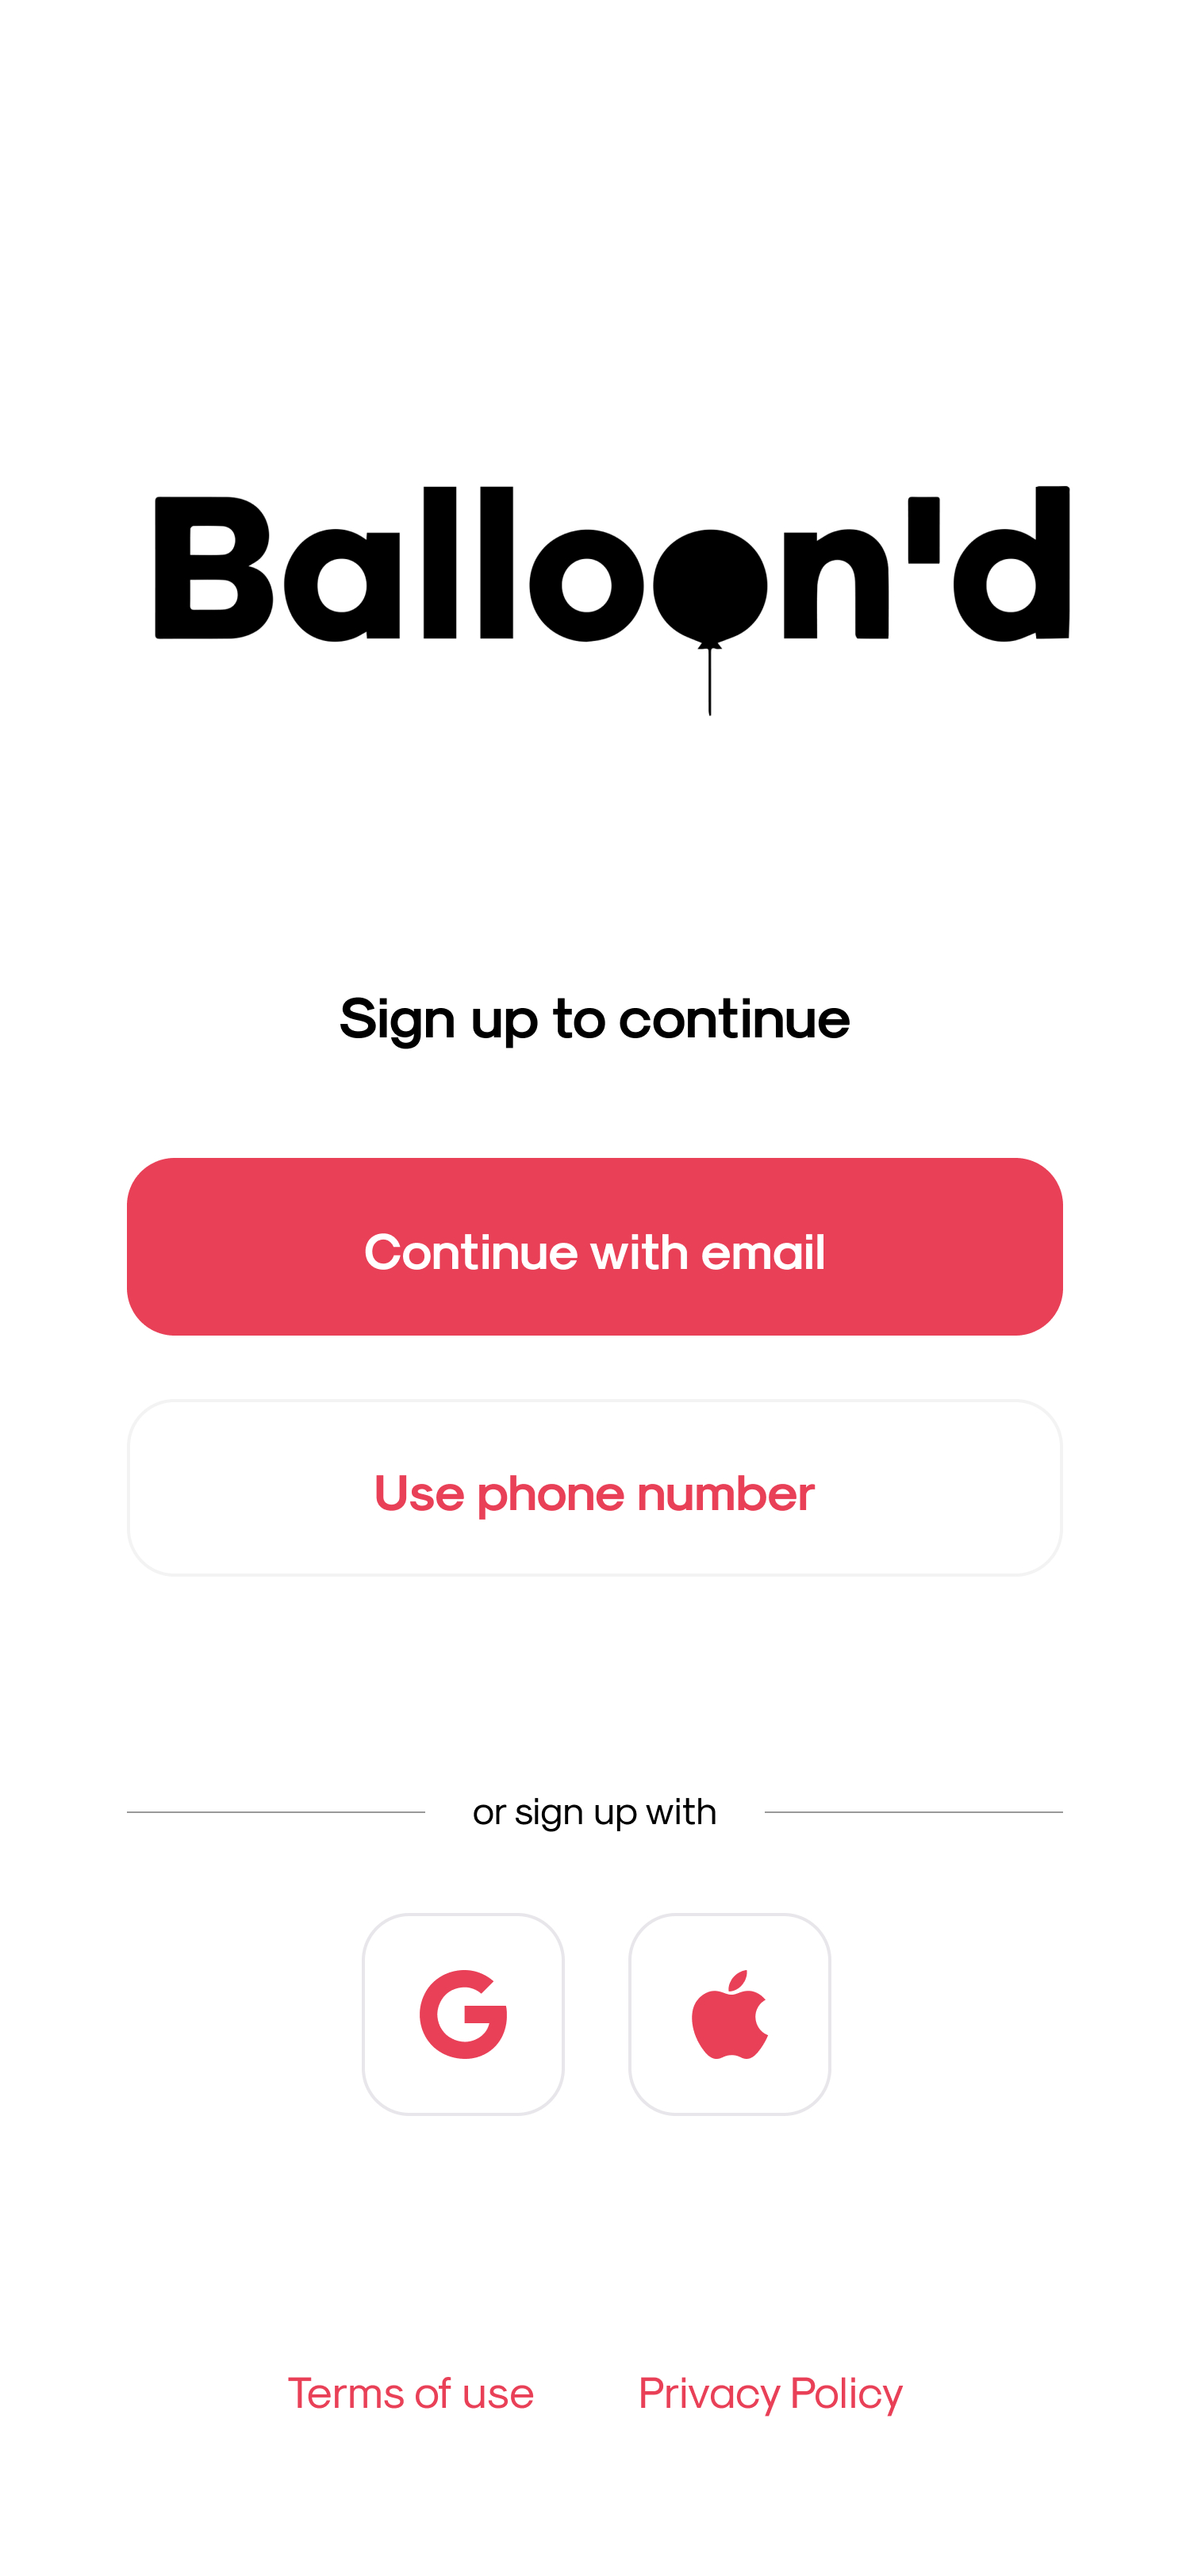 Balloon'd
Sign up to continue
Continue with email
Use phone number
or sign up with
Terms of use
Privacy Policy